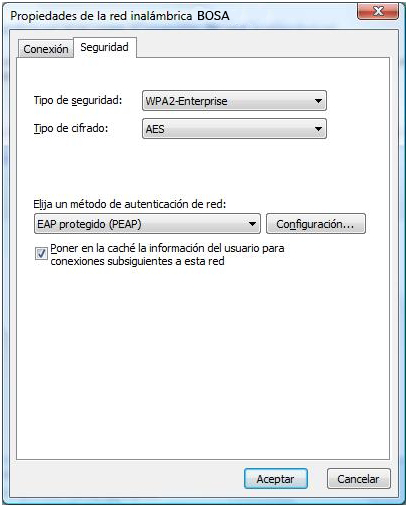 Propiedades de la red inalámbrica BOSA
Conexión Seguridad
Tipo de seguridad: WPA2-Enterprise
Tipo de cifrado: AES
Elija un método de autenticación de red:
EAP protegido (PEAP) Configuración...
Poner en la caché la información del usuario para
conexiones subsiguientes a esta red
Aceptar Cancelar